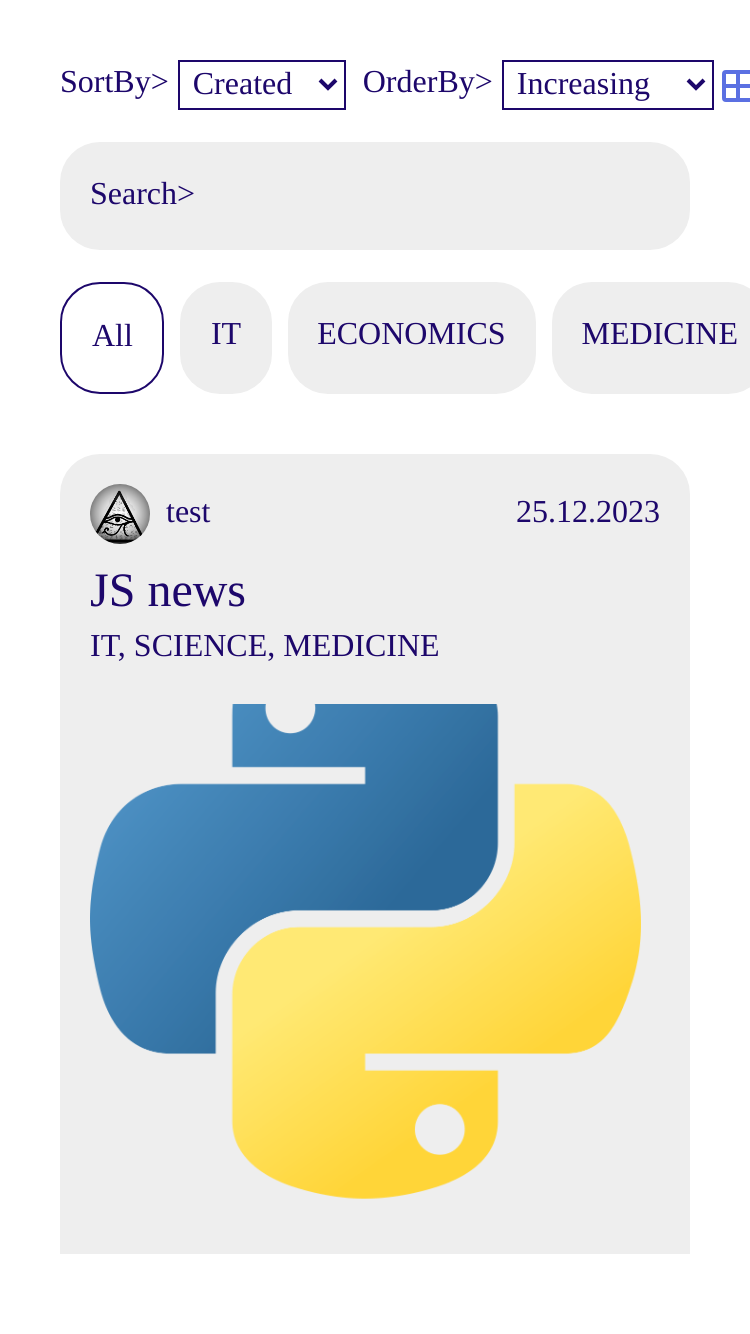 SortBy> Created OrderBy> Increasing
Search>
All IT ECONOMICS MEDICINE
test 25.12.2023
JS news
IT, SCIENCE, MEDICINE